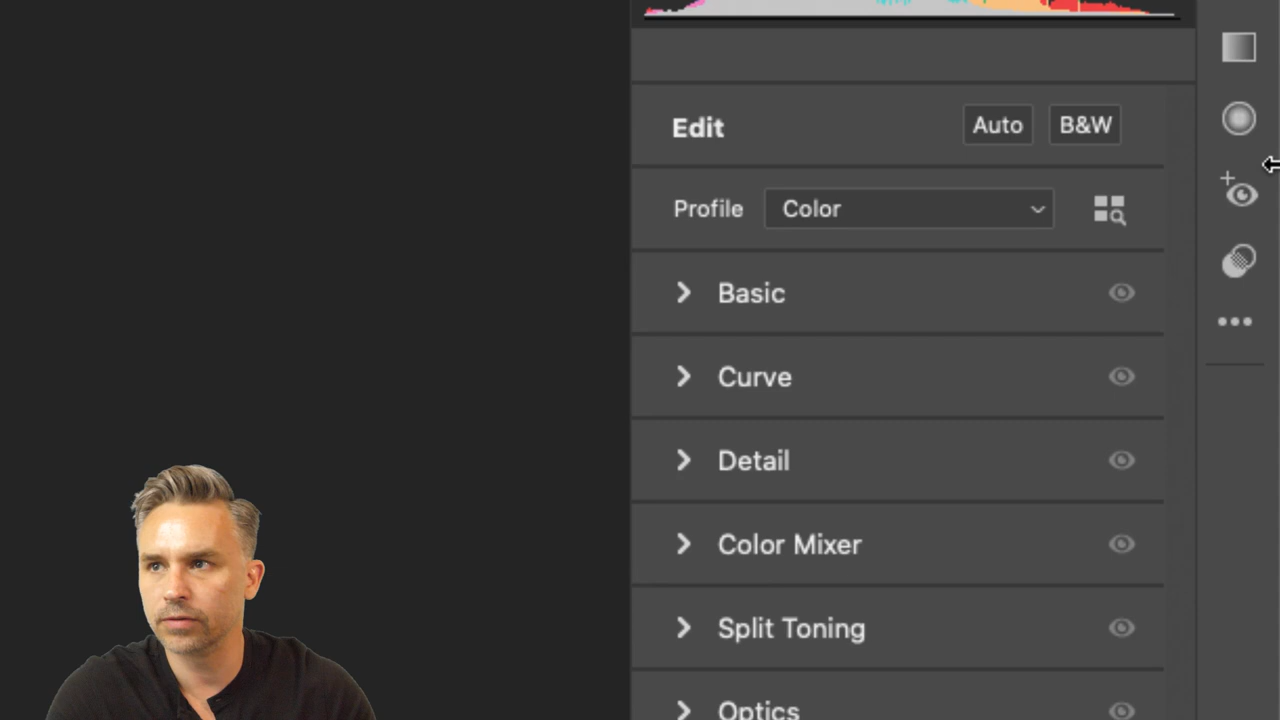 Edit
Auto
B&W
Profile
Color
Basic
Curve
Detail
Color Mixer
Split Toning
Optics